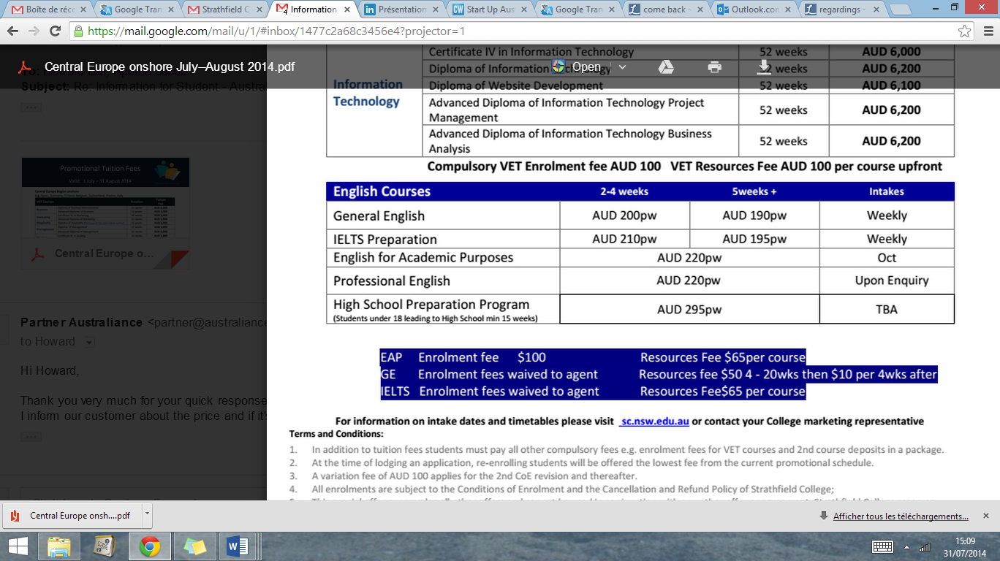 Boîte de réce
Google Tran
Strathfield C
Information
Présentation
Start Up Aus
Google Tran
come back -
Outlook.con
regardings -
https://mail.google.com/mail/u/1/#inbox/1477c2a68c3456e4?projector=1
Central Europe onshore July–August 2014.pdf
Open
Subject: Re: Information for Student - Austra
Promotional Tuition Fees
Valid: 1 July – 31 August 2014
Central Europe o...
Partner Australiance <partner@australiance
to Howard
Hi Howard,
Thank you very much for your quick response
I inform our customer about the price and if it's
Information
Technology
Certificate IV in Information Technology 52 weeks AUD 6,000
Diploma of Information Technology 52 weeks AUD 6,200
Diploma of Website Development 52 weeks AUD 6,100
Advanced Diploma of Information Technology Project
Management 52 weeks AUD 6,200
Advanced Diploma of Information Technology Business
Analysis 52 weeks AUD 6,200
Compulsory VET Enrolment fee AUD 100 VET Resources Fee AUD 100 per course upfront
English Courses 2-4 weeks 5weeks + Intakes
General English AUD 200pw AUD 190pw Weekly
IELTS Preparation AUD 210pw AUD 195pw Weekly
English for Academic Purposes AUD 220pw Oct
Professional English AUD 220pw Upon Enquiry
High School Preparation Program AUD 295pw TBA
(Students under 18 leading to High School min 15 weeks)
EAP Enrolment fee $100 Resources Fee $65per course
GE Enrolment fees waived to agent Resources fee $50 4 - 20wks then $10 per 4wks after
IELTS Enrolment fees waived to agent Resources Fee$65 per course
For information on intake dates and timetables please visit sc.nsw.edu.au or contact your College marketing representative
Terms and Conditions:
1. In addition to tuition fees students must pay all other compulsory fees e.g. enrolment fees for VET courses and 2nd course deposits in a package.
2. At the time of lodging an application, re-enrolling students will be offered the lowest fee from the current promotional schedule.
3. A variation fee of AUD 100 applies for the 2nd CoE revision and thereafter.
4. All enrolments are subject to the Conditions of Enrolment and the Cancellation and Refund Policy of Strathfield College;
Central Europe onsh....pdf
Afficher tous les téléchargements...
15:09
31/07/2014